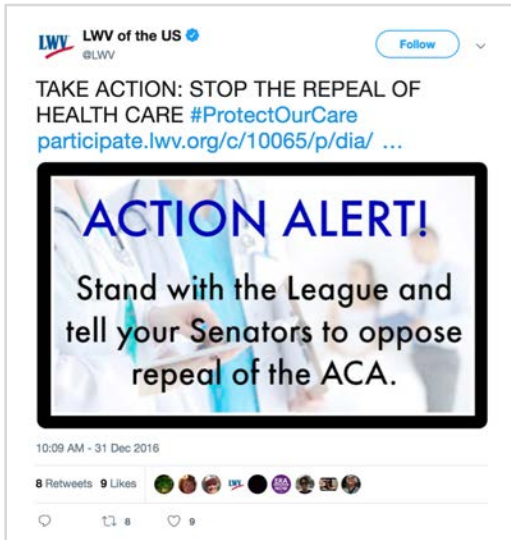 LWV
LWV of the US
@LWV
Follow
TAKE ACTION: STOP THE REPEAL OF
HEALTH CARE #ProtectOurCare
participate.lwv.org/c/10065/p/dia/ ...
ACTION ALERT!
Stand with the League and
tell your Senators to oppose
repeal of the ACA.
10:09 AM - 31 Dec 2016
8 Retweets 9 Likes
LWV
8 9